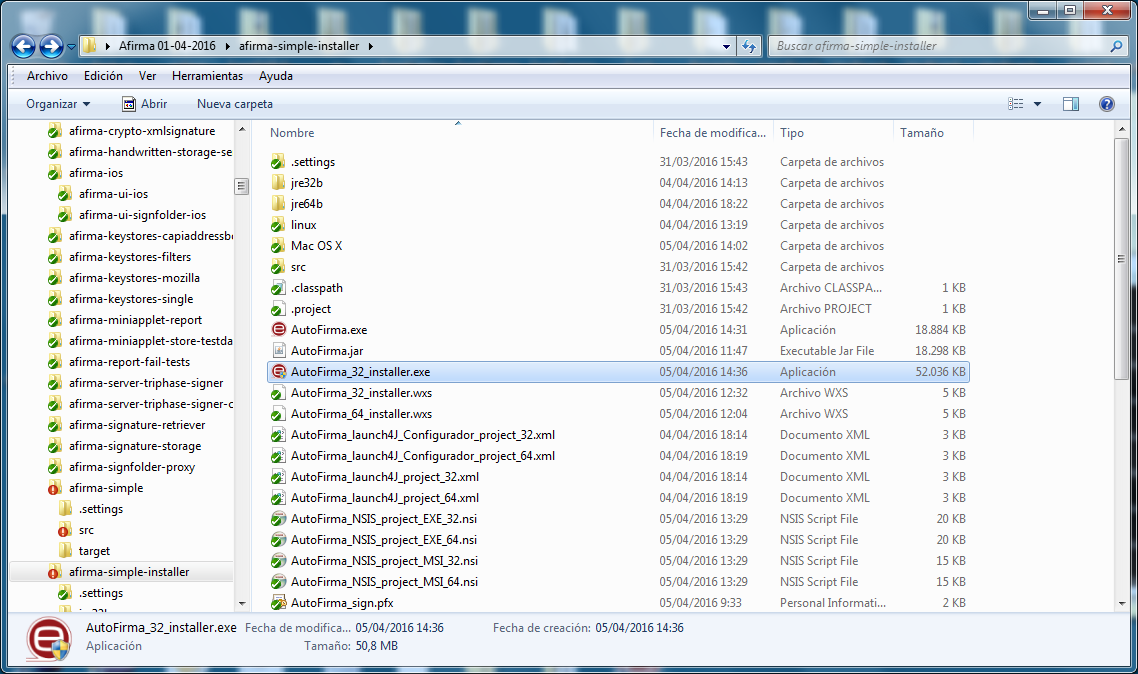 Afirma 01-04-2016 afirma-simple-installer
Buscar afirma-simple-installer
Archivo Edición Ver Herramientas Ayuda
Organizar Abrir Nueva carpeta
afirma-crypto-xmlsignature
afirma-handwritten-storage-se
afirma-ios
afirma-ui-ios
afirma-ui-signfolder-ios
afirma-keystores-capiaddressb
afirma-keystores-filters
afirma-keystores-mozilla
afirma-keystores-single
afirma-miniapplet-report
afirma-miniapplet-store-testda
afirma-report-fail-tests
afirma-server-triphase-signer
afirma-server-triphase-signer-c
afirma-signature-retriever
afirma-signature-storage
afirma-signfolder-proxy
afirma-simple
.settings
src
target
afirma-simple-installer
.settings
Nombre Fecha de modifica... Tipo Tamaño
.settings 31/03/2016 15:43 Carpeta de archivos
jre32b 04/04/2016 14:13 Carpeta de archivos
jre64b 04/04/2016 18:22 Carpeta de archivos
linux 04/04/2016 13:19 Carpeta de archivos
Mac OS X 05/04/2016 14:02 Carpeta de archivos
src 31/03/2016 15:42 Carpeta de archivos
.classpath 31/03/2016 15:43 Archivo CLASSPA... 1 KB
.project 31/03/2016 15:42 Archivo PROJECT 1 KB
AutoFirma.exe 05/04/2016 14:31 Aplicación 18.884 KB
AutoFirma.jar 05/04/2016 11:47 Executable Jar File 18.298 KB
AutoFirma_32_installer.exe 05/04/2016 14:36 Aplicación 52.036 KB
AutoFirma_32_installer.wxs 05/04/2016 12:32 Archivo WXS 5 KB
AutoFirma_64_installer.wxs 05/04/2016 12:04 Archivo WXS 5 KB
AutoFirma_launch4J_Configurador_project_32.xml 04/04/2016 18:14 Documento XML 3 KB
AutoFirma_launch4J_Configurador_project_64.xml 04/04/2016 18:19 Documento XML 3 KB
AutoFirma_launch4J_project_32.xml 04/04/2016 18:14 Documento XML 3 KB
AutoFirma_launch4J_project_64.xml 04/04/2016 18:19 Documento XML 3 KB
AutoFirma_NSIS_project_EXE_32.nsi 05/04/2016 13:29 NSIS Script File 20 KB
AutoFirma_NSIS_project_EXE_64.nsi 05/04/2016 13:29 NSIS Script File 20 KB
AutoFirma_NSIS_project_MSI_32.nsi 05/04/2016 13:29 NSIS Script File 15 KB
AutoFirma_NSIS_project_MSI_64.nsi 05/04/2016 13:29 NSIS Script File 15 KB
AutoFirma_sign.pfx 05/04/2016 9:33 Personal Informati... 2 KB
AutoFirma_32_installer.exe Fecha de modifica... 05/04/2016 14:36 Fecha de creación: 05/04/2016 14:36
Aplicación Tamaño: 50,8 MB